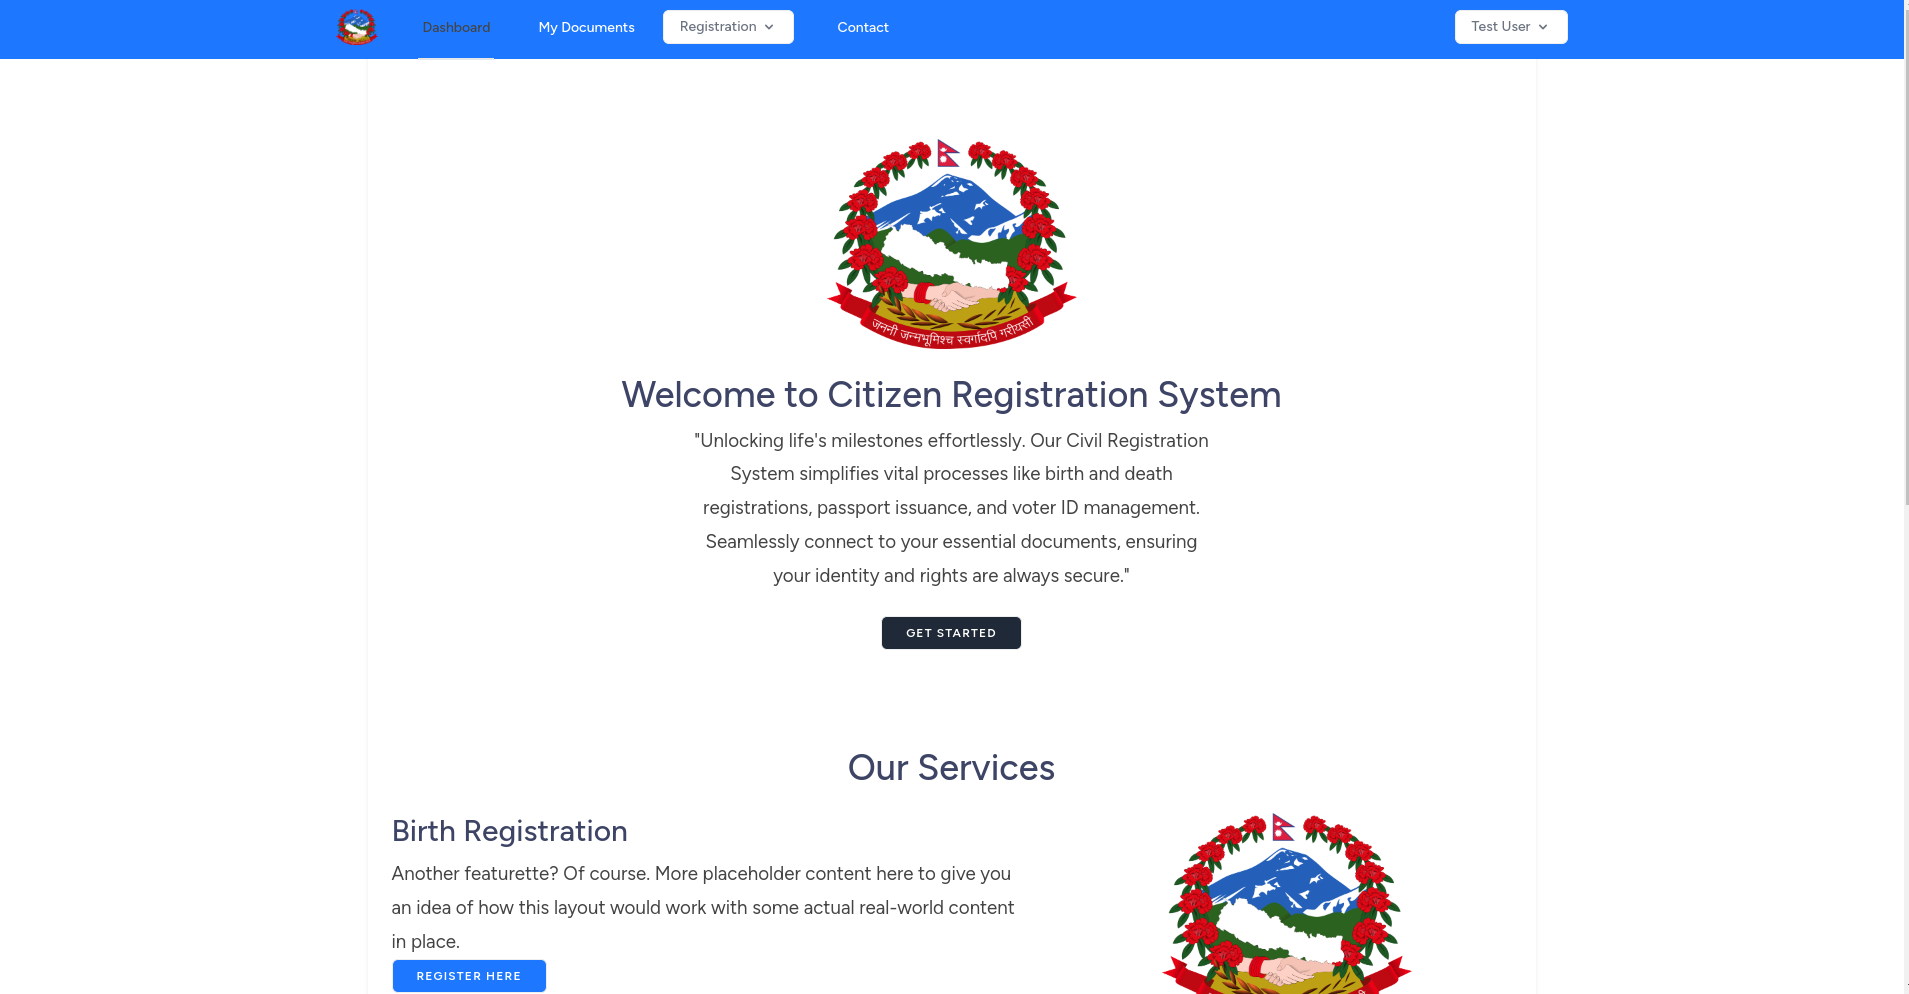 Dashboard
My Documents
Registration
Contact
Test User
जननी जन्मभूमिश्च स्वर्गादपि गरीयसी
Welcome to Citizen Registration System
"Unlocking life's milestones effortlessly. Our Civil Registration
System simplifies vital processes like birth and death
registrations, passport issuance, and voter ID management.
Seamlessly connect to your essential documents, ensuring
your identity and rights are always secure."
GET STARTED
Our Services
Birth Registration
Another featurette? Of course. More placeholder content here to give you
an idea of how this layout would work with some actual real-world content
in place.
REGISTER HERE